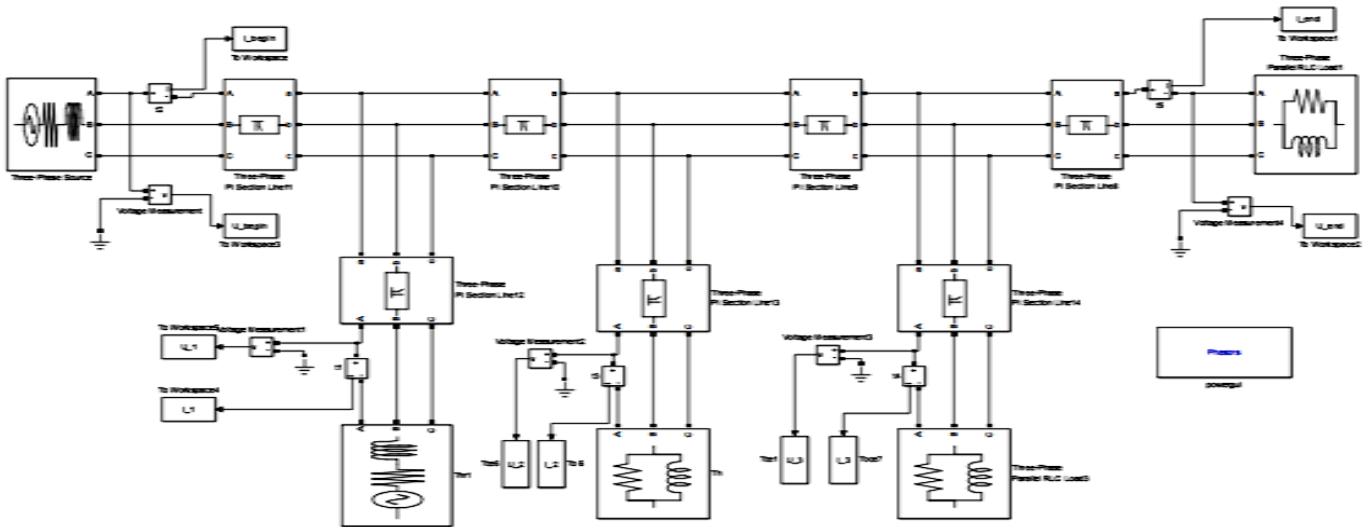 I_begin
To Workspace
I_end
To Workspace1
Three-Phase
Parallel RLC Load1
A
B
C
Three-Phase Source
Three-Phase
Pi Section Line11
Three-Phase
Pi Section Line10
Three-Phase
Pi Section Line9
Three-Phase
Pi Section Line8
Voltage Measurement
U_begin
To Workspace3
Voltage Measurement4
U_end
To Workspace2
Three-Phase
Pi Section Line12
Three-Phase
Pi Section Line13
Three-Phase
Pi Section Line14
To Workspace5
Voltage Measurement1
U_1
To Workspace4
I_1
Voltage Measurement2
Voltage Measurement3
Phasors
powergui
U_2
I_2
U_3
I_3
Three-Phase
Parallel RLC Load3